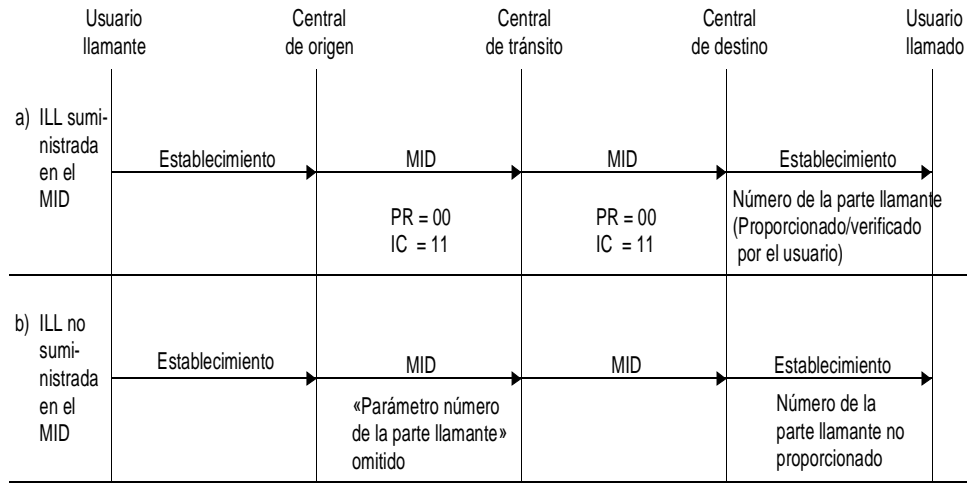 Usuario
llamante
Central
de origen
Central
de tránsito
Central
de destino
Usuario
llamado
a) ILL sumi-
nistrada
en el
MID
Establecimiento
MID
MID
Establecimiento
PR = 00
IC = 11
PR = 00
IC = 11
Número de la parte llamante
(Proporcionado/verificado
por el usuario)
b) ILL no
sumi-
nistrada
en el
MID
Establecimiento
MID
MID
Establecimiento
«Parámetro número
de la parte llamante»
omitido
Número de la
parte llamante no
proporcionado